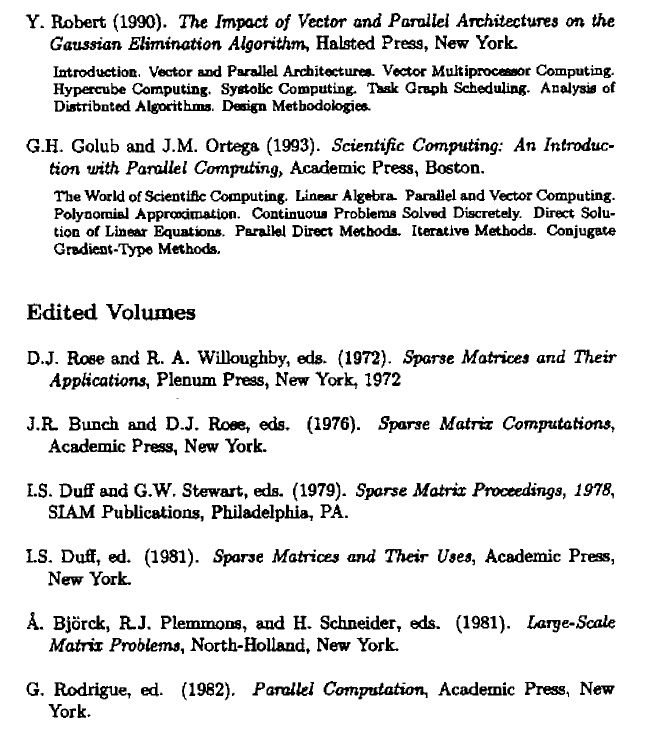 Y. Robert (1990). The Impact of Vector and Parallel Architectures on the
Gaussian Elimination Algorithm, Halsted Press, New York.
Introduction. Vector and Parallel Architectures. Vector Multiprocessor Computing.
Hypercube Computing. Systolic Computing. Task Graph Scheduling. Analysis of
Distributed Algorithms. Design Methodologies.
G.H. Golub and J.M. Ortega (1993). Scientific Computing: An Introduc-
tion with Parallel Computing, Academic Press, Boston.
The World of Scientific Computing. Linear Algebra. Parallel and Vector Computing.
Polynomial Approximation. Continuous Problems Solved Discretely. Direct Solu-
tion of Linear Equations. Parallel Direct Methods. Iterative Methods. Conjugate
Gradient-Type Methods.
Edited Volumes
D.J. Rose and R. A. Willoughby, eds. (1972). Sparse Matrices and Their
Applications, Plenum Press, New York, 1972
J.R. Bunch and D.J. Rose, eds. (1976). Sparse Matrix Computations,
Academic Press, New York.
I.S. Duff and G.W. Stewart, eds. (1979). Sparse Matrix Proceedings, 1978,
SIAM Publications, Philadelphia, PA.
I.S. Duff, ed. (1981). Sparse Matrices and Their Uses, Academic Press,
New York.
Å. Björck, R.J. Plemmons, and H. Schneider, eds. (1981). Large-Scale
Matrix Problems, North-Holland, New York.
G. Rodrigue, ed. (1982). Parallel Computation, Academic Press, New
York.